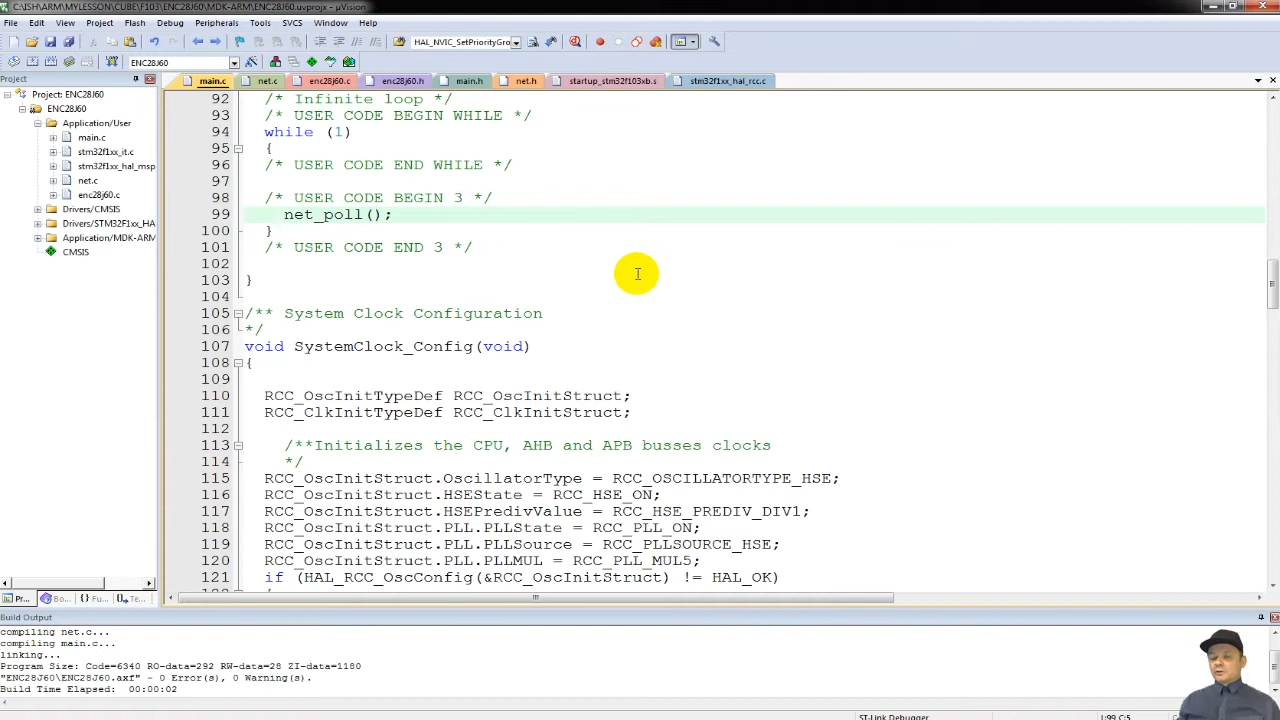 C:\ISH\ARM\MYLESSON\CUBE\F103\ENC28J60\MDK-ARM\ENC28J60.uvprojx - µVision
File Edit View Project Flash Debug Peripherals Tools SVCS Window Help
HAL_NVIC_SetPriorityGro
ENC28J60
Project
main.c net.c enc28j60.c enc28j60.h main.h net.h startup_stm32f103xb.s stm32f1xx_hal_rcc.c
Project: ENC28J60
ENC28J60
Application/User
main.c
stm32f1xx_it.c
stm32f1xx_hal_msp
net.c
enc28j60.c
Drivers/CMSIS
Drivers/STM32F1xx_HA
Application/MDK-ARM
CMSIS
92 /* Infinite loop */
93 /* USER CODE BEGIN WHILE */
94 while (1)
95 {
96 /* USER CODE END WHILE */
97
98 /* USER CODE BEGIN 3 */
99 net_poll();
100 }
101 /* USER CODE END 3 */
102
103 }
104
105 /** System Clock Configuration
106 */
107 void SystemClock_Config(void)
108 {
109
110 RCC_OscInitTypeDef RCC_OscInitStruct;
111 RCC_ClkInitTypeDef RCC_ClkInitStruct;
113 /**Initializes the CPU, AHB and APB busses clocks
114 */
115 RCC_OscInitStruct.OscillatorType = RCC_OSCILLATORTYPE_HSE;
116 RCC_OscInitStruct.HSEState = RCC_HSE_ON;
117 RCC_OscInitStruct.HSEPredivValue = RCC_HSE_PREDIV_DIV1;
118 RCC_OscInitStruct.PLL.PLLState = RCC_PLL_ON;
119 RCC_OscInitStruct.PLL.PLLSource = RCC_PLLSOURCE_HSE;
120 RCC_OscInitStruct.PLL.PLLMUL = RCC_PLL_MUL5;
121 if (HAL_RCC_OscConfig(&RCC_OscInitStruct) != HAL_OK)
Pr... Bo... {} Fu... Te...
Build Output
compiling net.c...
compiling main.c...
linking...
Program Size: Code=6340 RO-data=292 RW-data=28 ZI-data=1180
"ENC28J60\ENC28J60.axf" - 0 Error(s), 0 Warning(s).
Build Time Elapsed: 00:00:02
ST-Link Debugger L:99 C:5